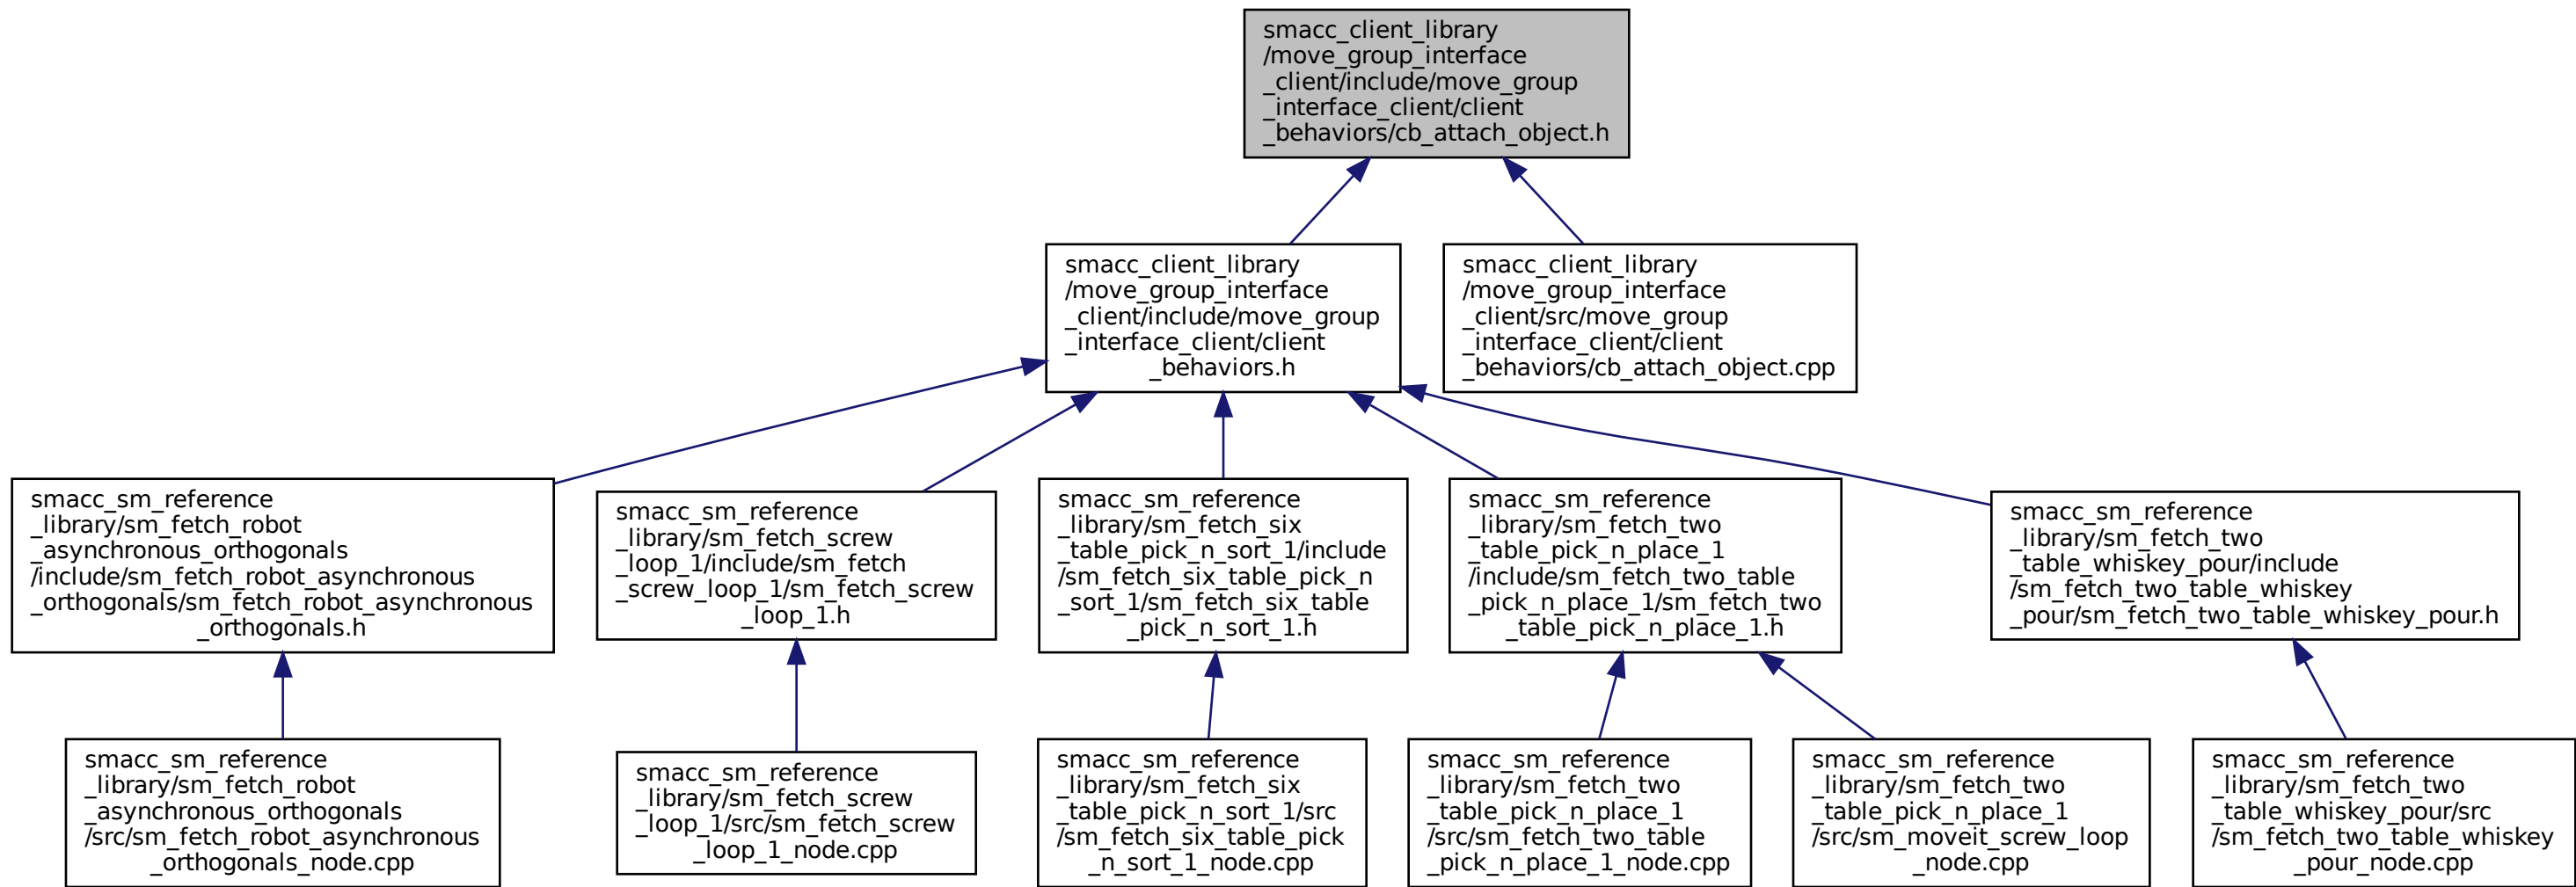 smacc_client_library
/move_group_interface
_client/include/move_group
_interface_client/client
_behaviors/cb_attach_object.h
smacc_client_library
/move_group_interface
_client/include/move_group
_interface_client/client
_behaviors.h
smacc_client_library
/move_group_interface
_client/src/move_group
_interface_client/client
_behaviors/cb_attach_object.cpp
smacc_sm_reference
_library/sm_fetch_robot
_asynchronous_orthogonals
/include/sm_fetch_robot_asynchronous
_orthogonals/sm_fetch_robot_asynchronous
_orthogonals.h
smacc_sm_reference
_library/sm_fetch_screw
_loop_1/include/sm_fetch
_screw_loop_1/sm_fetch_screw
_loop_1.h
smacc_sm_reference
_library/sm_fetch_six
_table_pick_n_sort_1/include
/sm_fetch_six_table_pick_n
_sort_1/sm_fetch_six_table
_pick_n_sort_1.h
smacc_sm_reference
_library/sm_fetch_two
_table_pick_n_place_1
/include/sm_fetch_two_table
_pick_n_place_1/sm_fetch_two
_table_pick_n_place_1.h
smacc_sm_reference
_library/sm_fetch_two
_table_whiskey_pour/include
/sm_fetch_two_table_whiskey
_pour/sm_fetch_two_table_whiskey_pour.h
smacc_sm_reference
_library/sm_fetch_robot
_asynchronous_orthogonals
/src/sm_fetch_robot_asynchronous
_orthogonals_node.cpp
smacc_sm_reference
_library/sm_fetch_screw
_loop_1/src/sm_fetch_screw
_loop_1_node.cpp
smacc_sm_reference
_library/sm_fetch_six
_table_pick_n_sort_1/src
/sm_fetch_six_table_pick
_n_sort_1_node.cpp
smacc_sm_reference
_library/sm_fetch_two
_table_pick_n_place_1
/src/sm_fetch_two_table
_pick_n_place_1_node.cpp
smacc_sm_reference
_library/sm_fetch_two
_table_pick_n_place_1
/src/sm_moveit_screw_loop
_node.cpp
smacc_sm_reference
_library/sm_fetch_two
_table_whiskey_pour/src
/sm_fetch_two_table_whiskey
_pour_node.cpp